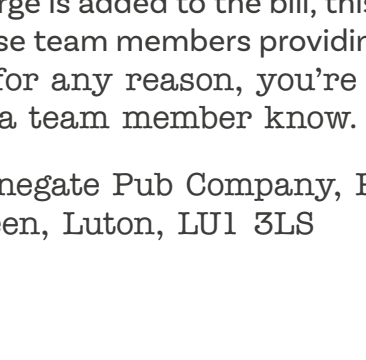 rge is added to the bill, this
se team members providin
for any reason, you’re
a team member know.
negate Pub Company, P
en, Luton, LU1 3LS